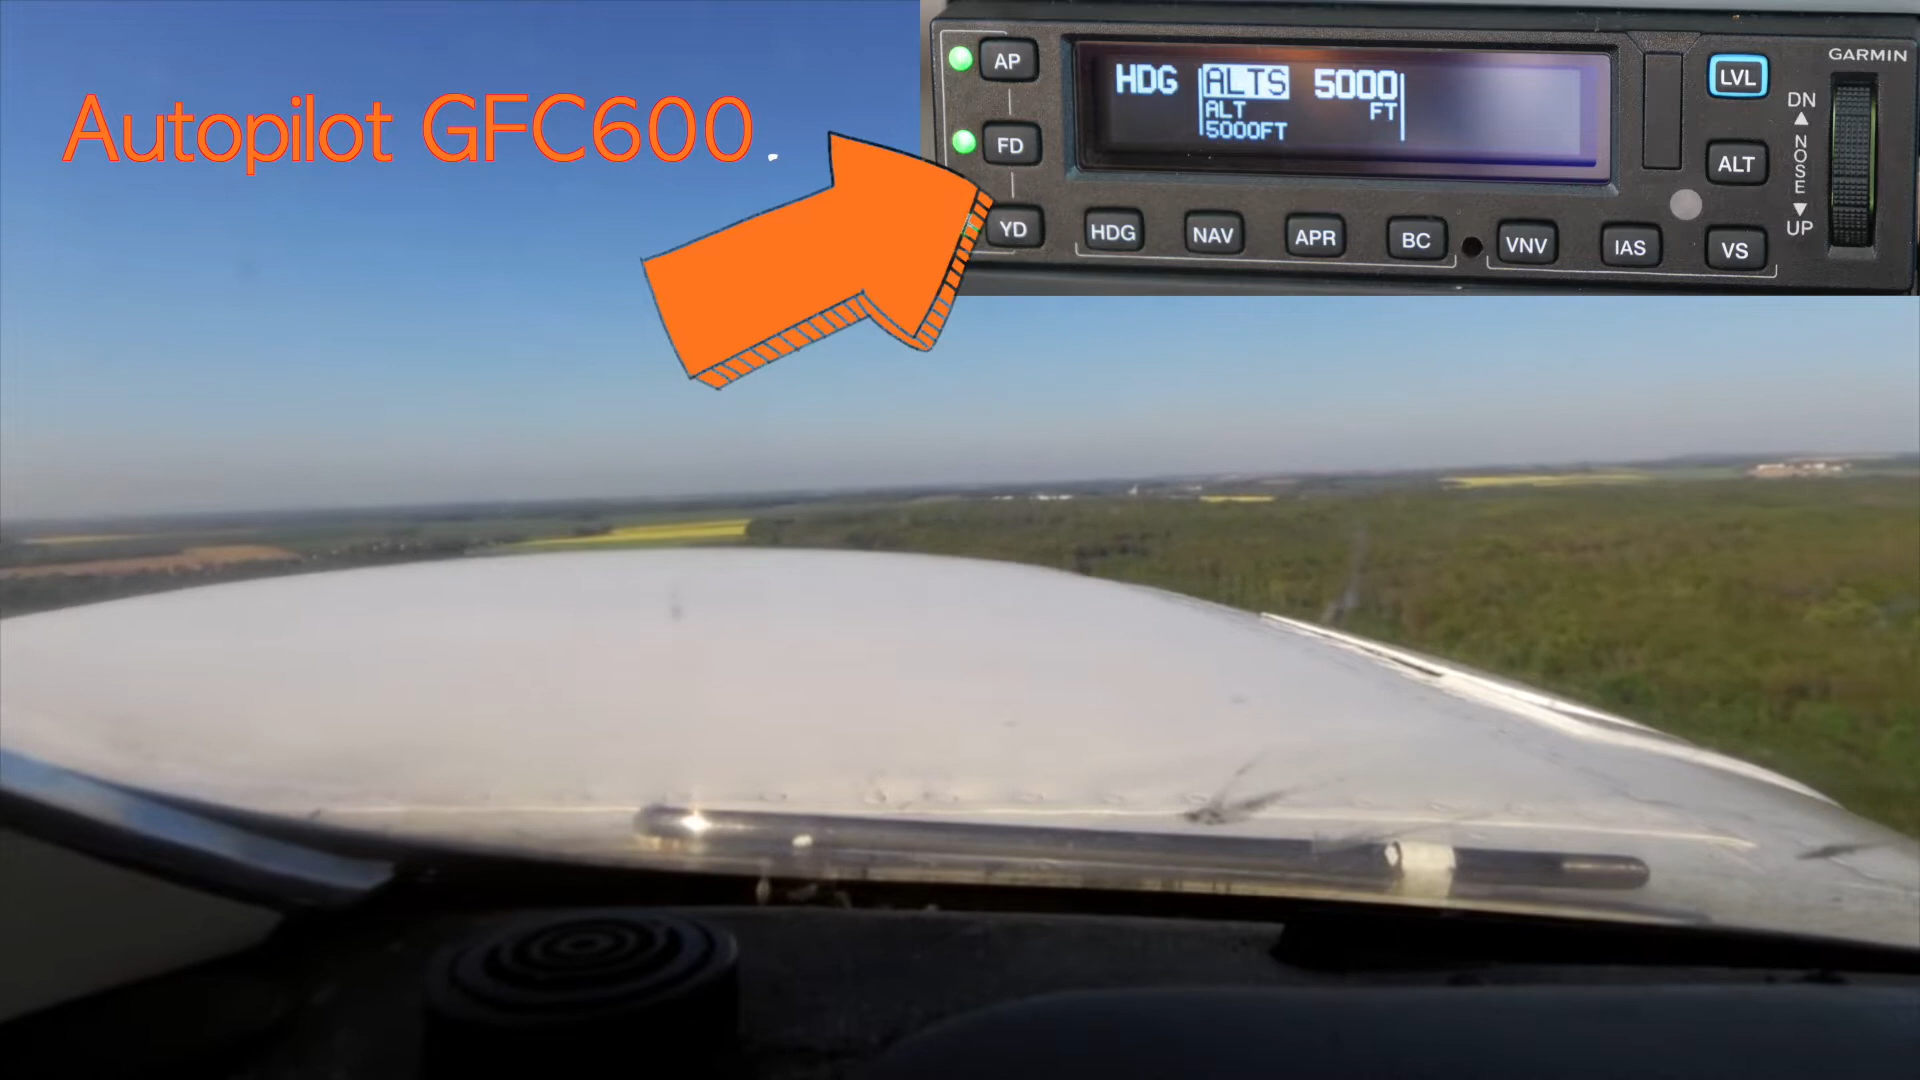 Autopilot GFC600.
GARMIN
AP
HDG ALTS 5000
ALT FT
5000FT
LVL
DN
FD
ALT
NOSE
YD
HDG
NAV
APR
BC
VNV
IAS
VS
UP